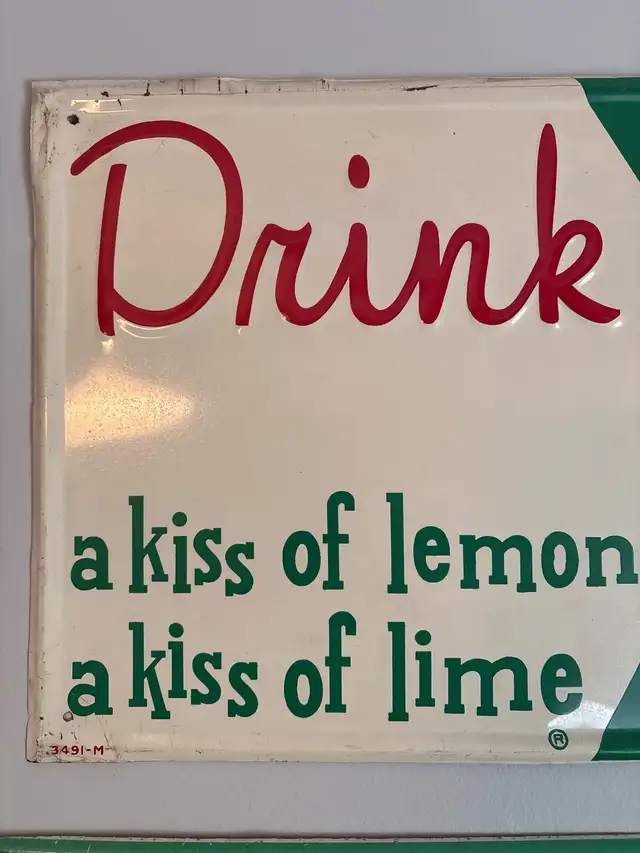 Drink
a kiss of lemon
a kiss of lime
®
3491-M